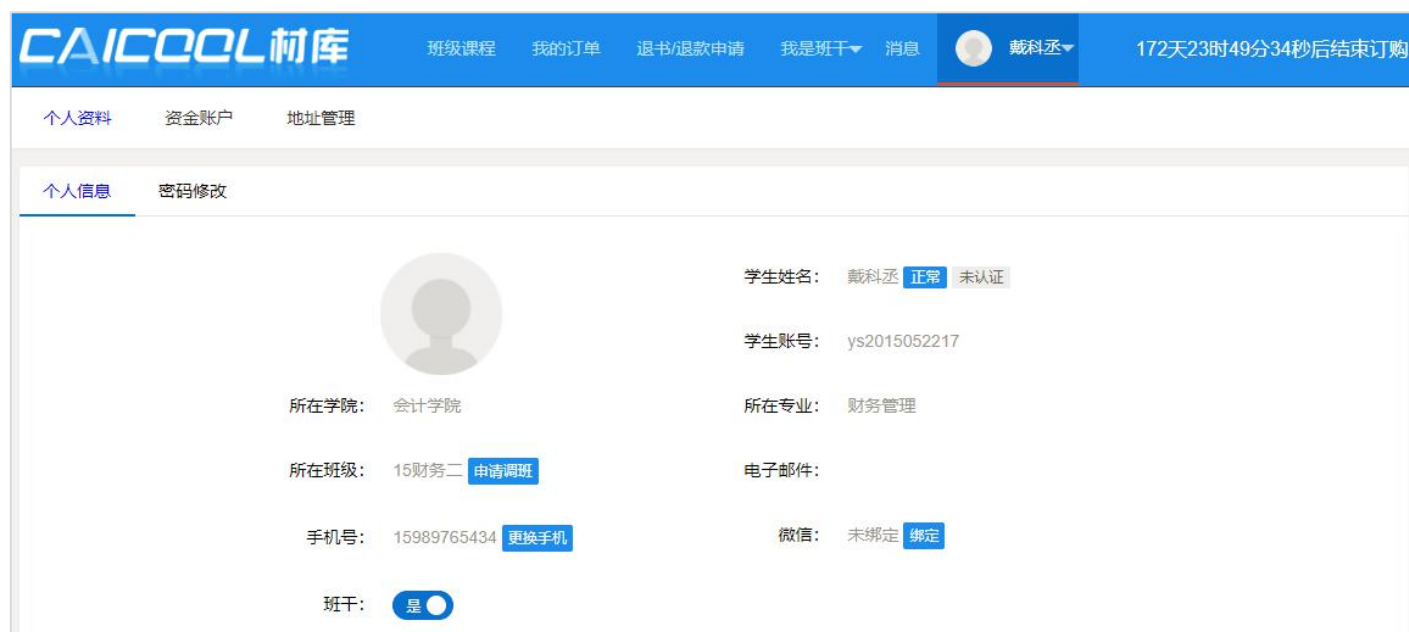 CAICOOL村库 班级课程 我的订单 退书/退款申请 我是班干 消息 戴科丞 172天23时49分34秒后结束订购
个人资料 资金账户 地址管理
个人信息 密码修改
学生姓名: 戴科丞 正常 未认证
学生账号: ys2015052217
所在学院: 会计学院 所在专业: 财务管理
所在班级: 15财务二 申请调班 电子邮件:
手机号: 15989765434 更换手机 微信: 未绑定 绑定
班干: 是